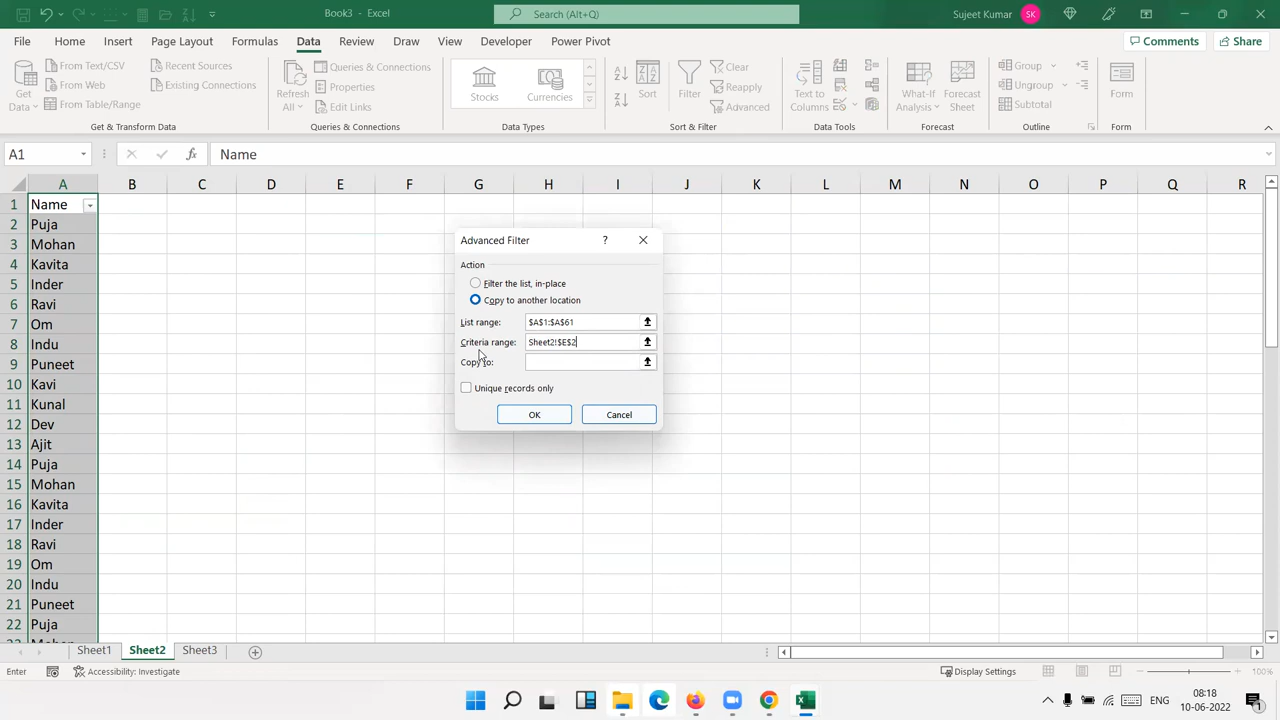 Book3 - Excel
Search (Alt+Q)
Sujeet Kumar SK
File Home Insert Page Layout Formulas Data Review Draw View Developer Power Pivot
Comments Share
Get Data
From Text/CSV
From Web
From Table/Range
Recent Sources
Existing Connections
Refresh All
Queries & Connections
Properties
Edit Links
Stocks
Currencies
Sort
Filter
Clear
Reapply
Advanced
Text to Columns
What-If Analysis
Forecast Sheet
Group
Ungroup
Subtotal
Form
Get & Transform Data Queries & Connections Data Types Sort & Filter Data Tools Forecast Outline Form
A1 fx Name
A B C D E F G H I J K L M N O P Q R
1 Name
2 Puja
3 Mohan
4 Kavita
5 Inder
6 Ravi
7 Om
8 Indu
9 Puneet
10 Kavi
11 Kunal
12 Dev
13 Ajit
14 Puja
15 Mohan
16 Kavita
17 Inder
18 Ravi
19 Om
20 Indu
21 Puneet
22 Puja
23 Mohan
Advanced Filter ?
Action
Filter the list, in-place
Copy to another location
List range: $A$1:$A$61
Criteria range: Sheet2!$E$2
Copy to:
Unique records only
OK Cancel
Sheet1 Sheet2 Sheet3
Enter Accessibility: Investigate Display Settings 100%
ENG 08:18
10-06-2022 1